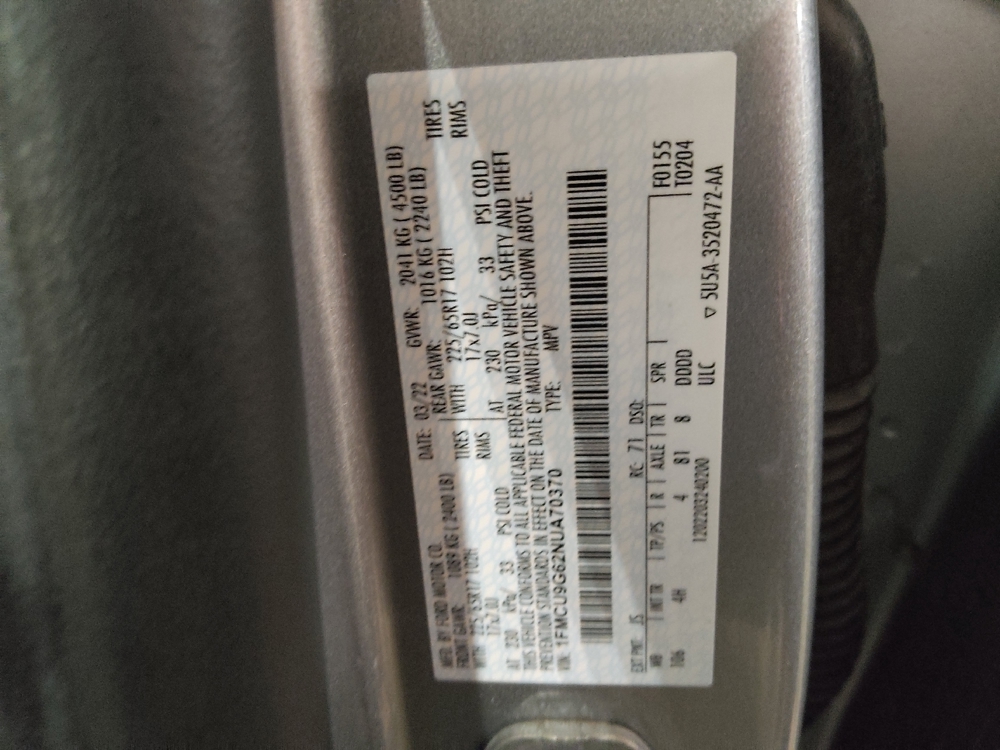 MFD. BY FORD MOTOR CO. DATE: 03/22 GVWR: 2041 KG ( 4500 LB)
FRONT GAWR: 1089 KG ( 2400 LB) REAR GAWR: 1016 KG ( 2240 LB)
WITH 225/65R17 102H TIRES WITH 225/65R17 102H TIRES
17x7.0J RIMS 17x7.0J RIMS
AT 230 kPa/ 33 PSI COLD AT 230 kPa/ 33 PSI COLD
THIS VEHICLE CONFORMS TO ALL APPLICABLE FEDERAL MOTOR VEHICLE SAFETY AND THEFT
PREVENTION STANDARDS IN EFFECT ON THE DATE OF MANUFACTURE SHOWN ABOVE.
VIN: 1FMCU9G62NUA70370 TYPE: MPV
EXT PNT: JS RC: 71 DSO:
WB INT TR TP/PS R AXLE TR SPR F0155
106 4H 4 81 8 DDDD T0204
1202203240200 ULC
▽ 5U5A-3520472-AA